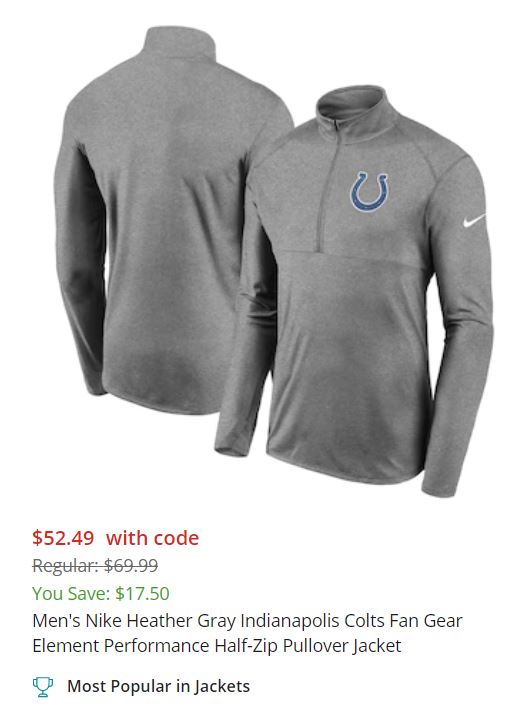 $52.49 with code
Regular: $69.99
You Save: $17.50
Men's Nike Heather Gray Indianapolis Colts Fan Gear
Element Performance Half-Zip Pullover Jacket
Most Popular in Jackets